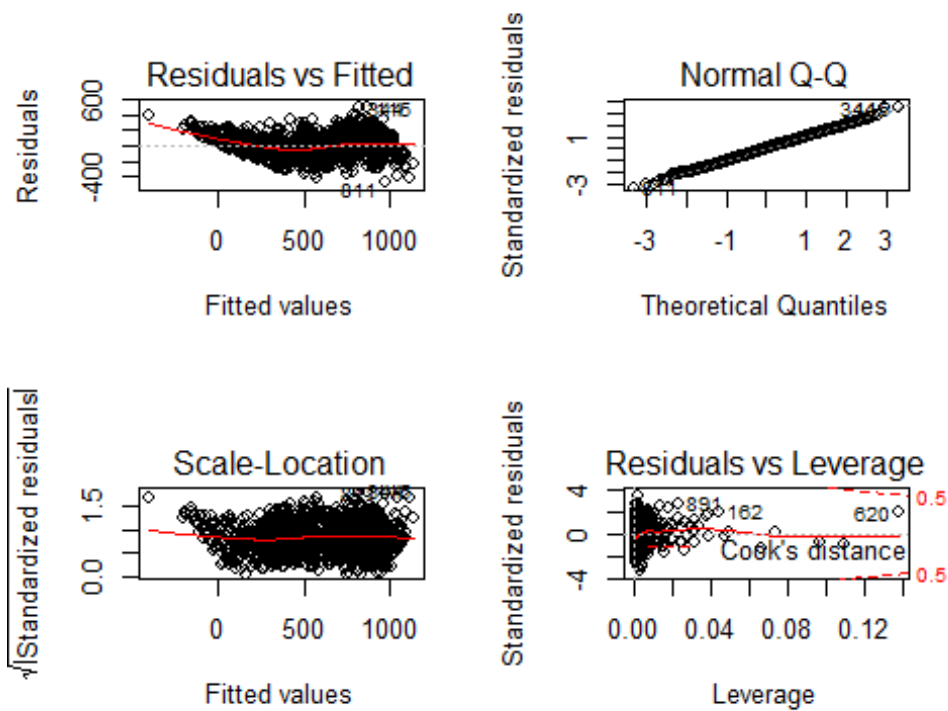 Residuals vs Fitted
Residuals
600
-400
811
0 500 1000
Fitted values
Normal Q-Q
Standardized residuals
1
-3
-3 -1 1 2 3
Theoretical Quantiles
Scale-Location
√|Standardized residuals|
1.5
0.0
0 500 1000
Fitted values
Residuals vs Leverage
Standardized residuals
4
0
-4
891
162
620
0.5
Cook's distance
0.5
0.00 0.04 0.08 0.12
Leverage